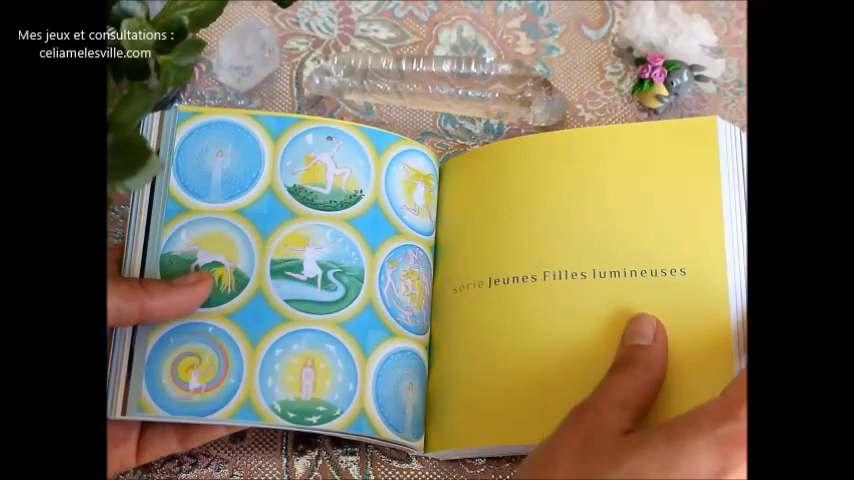 Mes jeux et consultations :
celiamelesville.com
série Jeunes Filles lumineuses